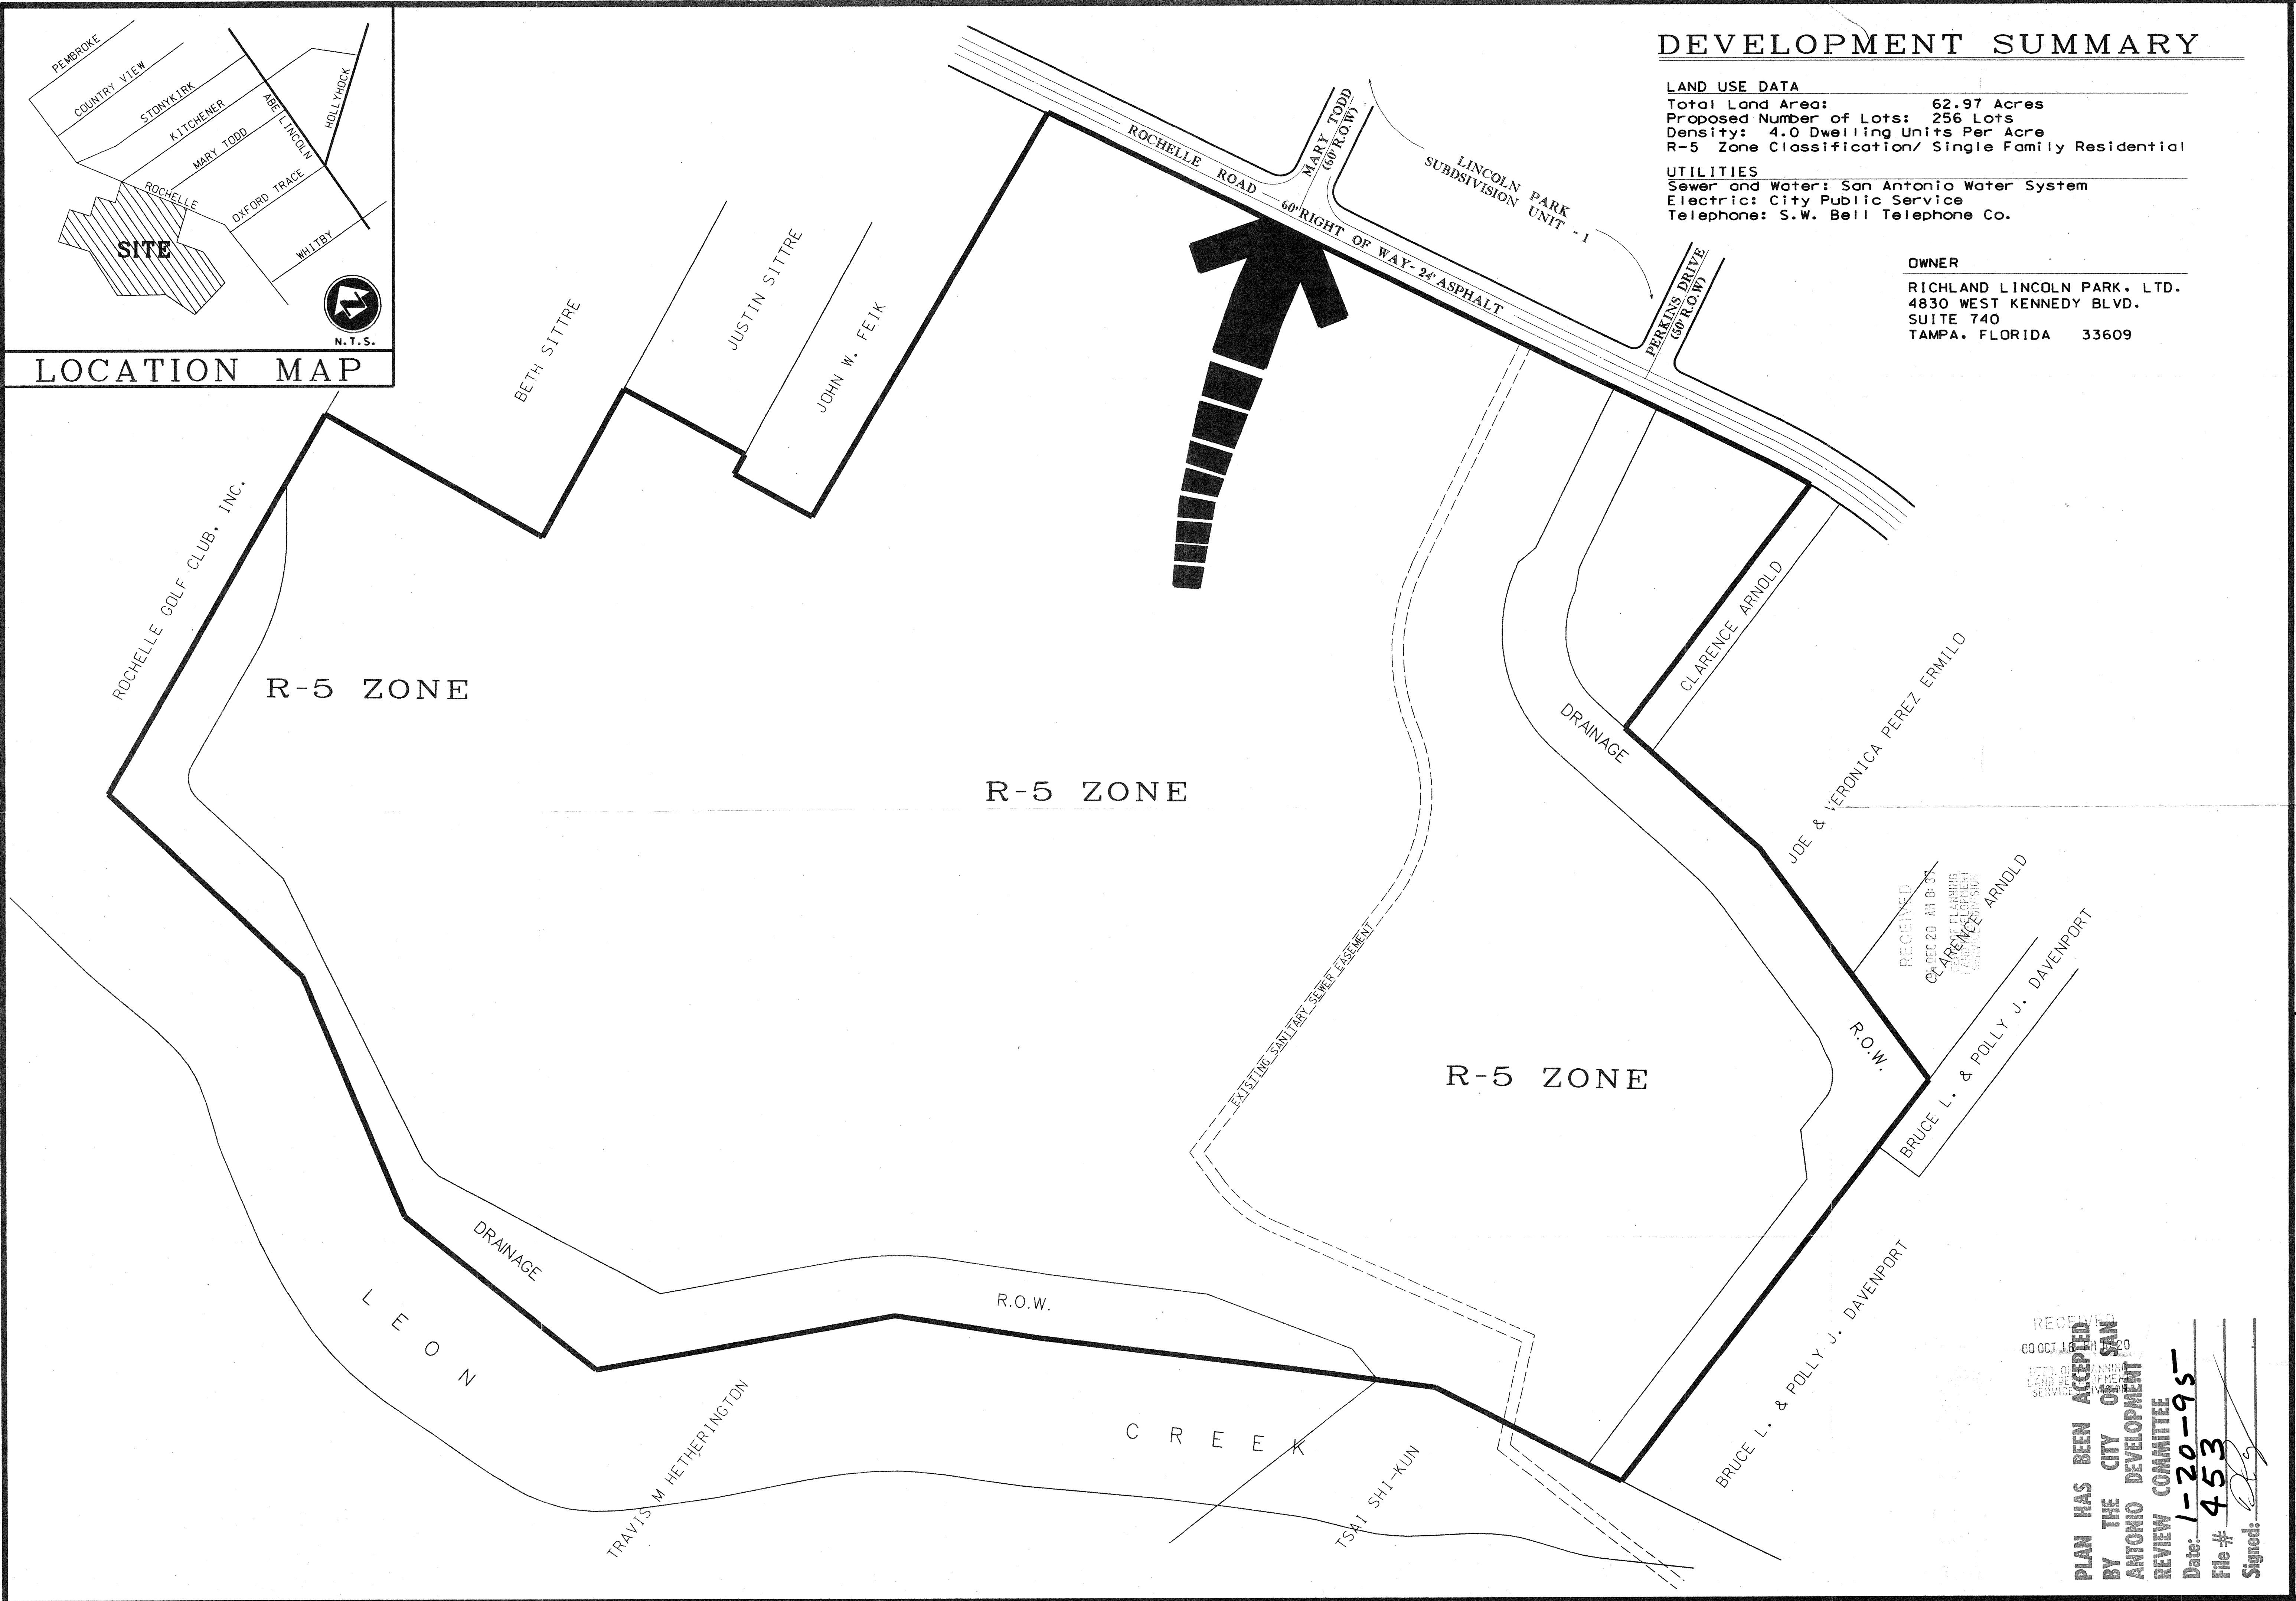 PEMBROKE
COUNTRY VIEW
STONYKIRK
KITCHENER
MARY TODD
ABE LINCOLN
HOLLYHOCK
ROCHELLE
OXFORD TRACE
WHITBY
SITE
N
N.T.S.
LOCATION MAP
DEVELOPMENT SUMMARY
LAND USE DATA
Total Land Area: 62.97 Acres
Proposed Number of Lots: 256 Lots
Density: 4.0 Dwelling Units Per Acre
R-5 Zone Classification/ Single Family Residential
UTILITIES
Sewer and Water: San Antonio Water System
Electric: City Public Service
Telephone: S.W. Bell Telephone Co.
OWNER
RICHLAND LINCOLN PARK, LTD.
4830 WEST KENNEDY BLVD.
SUITE 740
TAMPA, FLORIDA 33609
ROCHELLE ROAD
60' RIGHT OF WAY- 24' ASPHALT
MARY TODD
(60' R.O.W)
LINCOLN PARK
SUBDSIVISION UNIT -1
PERKINS DRIVE
(50' R.O.W)
BETH SITTRE
JUSTIN SITTRE
JOHN W. FEIK
ROCHELLE GOLF CLUB, INC.
R-5 ZONE
R-5 ZONE
R-5 ZONE
CLARENCE ARNOLD
DRAINAGE
JOE & VERONICA PEREZ ERMILO
CLARENCE ARNOLD
RECEIVED
DEC 20 AM 8:37
R.O.W.
BRUCE L. & POLLY J. DAVENPORT
EXISTING SANITARY SEWER EASEMENT
DRAINAGE
R.O.W.
LEON
CREEK
TRAVIS M HETHERINGTON
TSAI SHI-KUN
BRUCE L. & POLLY J. DAVENPORT
RECEIVED
PLAN HAS BEEN ACCEPTED
BY THE CITY OF SAN
ANTONIO DEVELOPMENT
REVIEW COMMITTEE
Date: 1-20-95
File # 453
Signed: